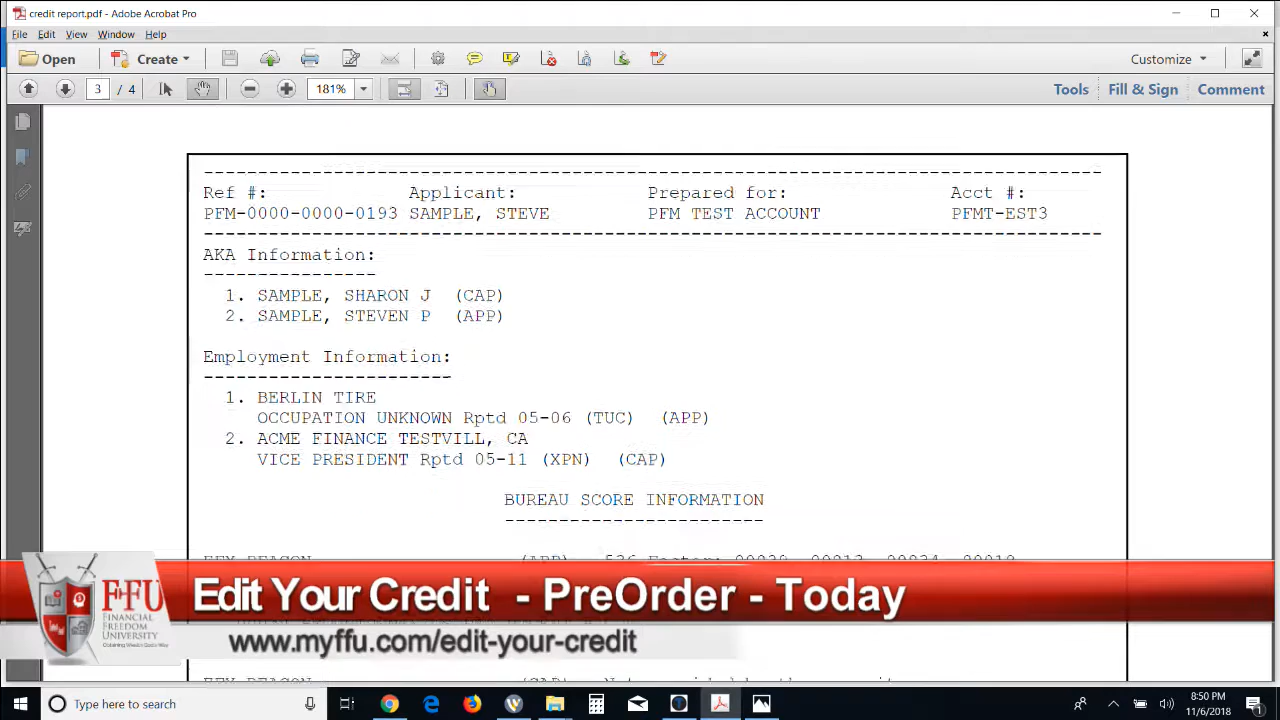 credit report.pdf - Adobe Acrobat Pro
File Edit View Window Help
Open Create Customize
3 / 4 181% Tools Fill & Sign Comment
Ref #: Applicant: Prepared for: Acct #:
PFM-0000-0000-0193 SAMPLE, STEVE PFM TEST ACCOUNT PFMT-EST3
AKA Information:
1. SAMPLE, SHARON J (CAP)
2. SAMPLE, STEVEN P (APP)
Employment Information:
1. BERLIN TIRE
OCCUPATION UNKNOWN Rptd 05-06 (TUC) (APP)
2. ACME FINANCE TESTVILL, CA
VICE PRESIDENT Rptd 05-11 (XPN) (CAP)
BUREAU SCORE INFORMATION
FFU
FINANCIAL
FREEDOM
UNIVERSITY
Edit Your Credit - PreOrder - Today
www.myffu.com/edit-your-credit
Type here to search
8:50 PM
11/6/2018